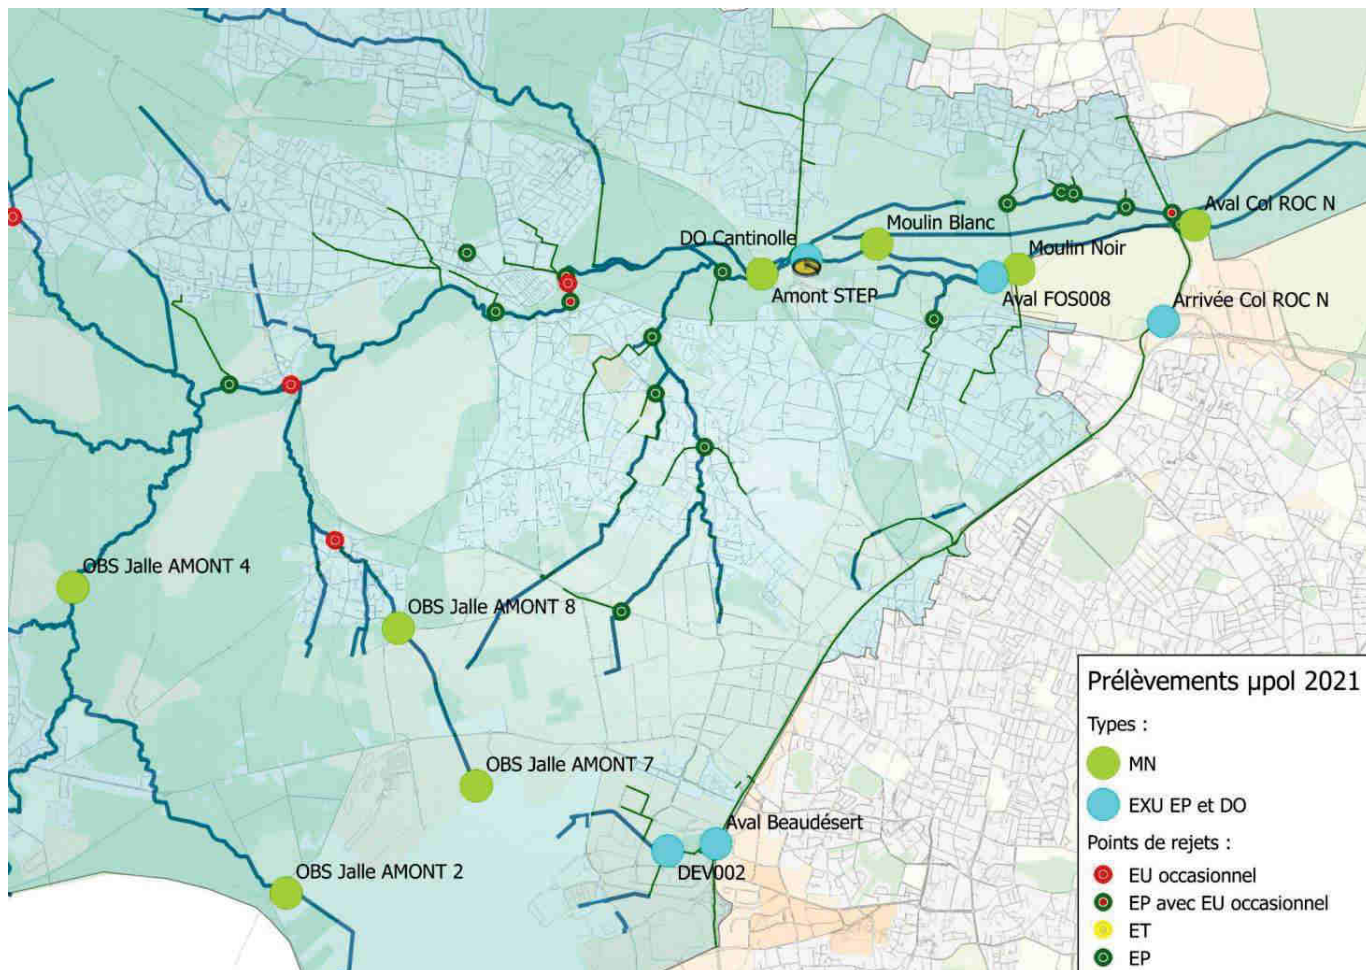 Aval Col ROC N
Moulin Blanc
DO Cantinolle
Moulin Noir
Amont STEP
Aval FOS008
Arrivée Col ROC N
OBS Jalle AMONT 4
OBS Jalle AMONT 8
OBS Jalle AMONT 7
Aval Beaudésert
DEV002
OBS Jalle AMONT 2
Prélèvements µpol 2021
Types :
MN
EXU EP et DO
Points de rejets :
EU occasionnel
EP avec EU occasionnel
ET
EP